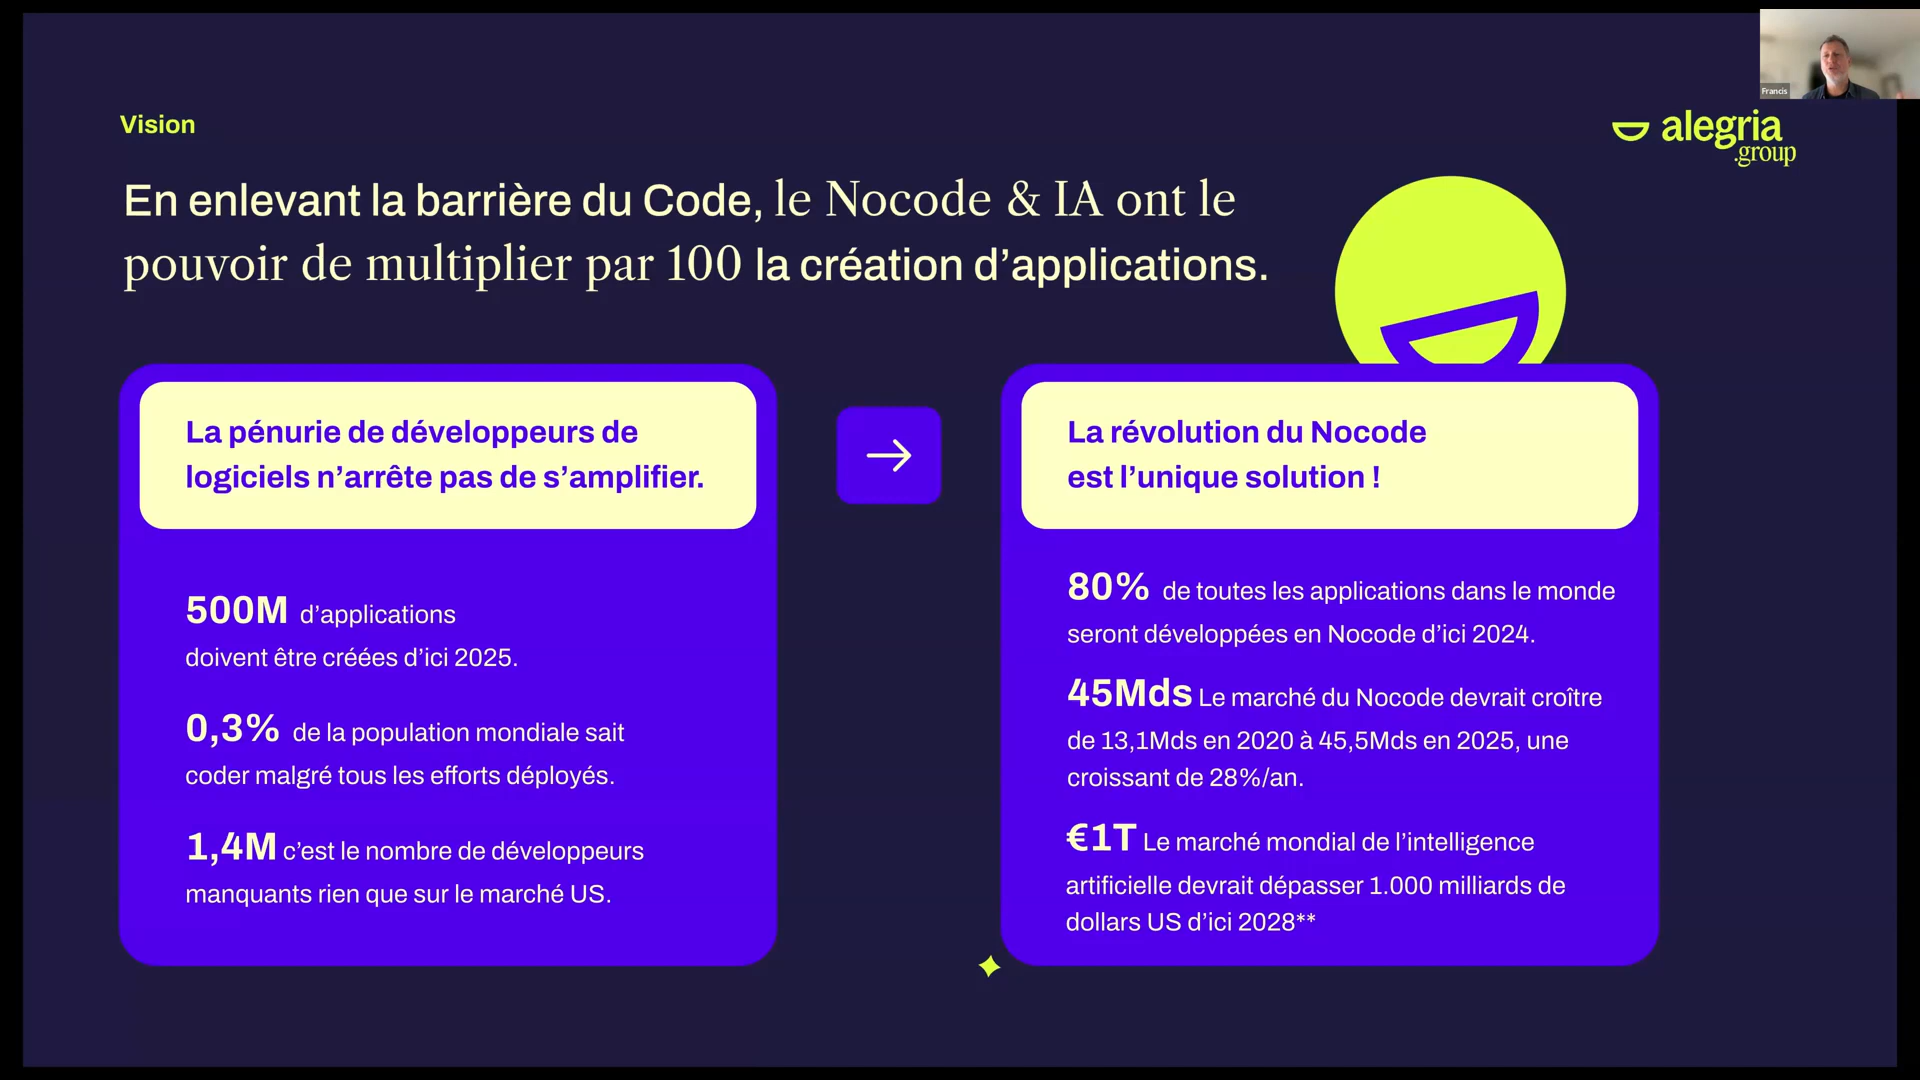 Francis
Vision
alegria
.group
En enlevant la barrière du Code, le Nocode & IA ont le
pouvoir de multiplier par 100 la création d’applications.
La pénurie de développeurs de
logiciels n’arrête pas de s’amplifier.
500M d’applications
doivent être créées d’ici 2025.
0,3% de la population mondiale sait
coder malgré tous les efforts déployés.
1,4M c’est le nombre de développeurs
manquants rien que sur le marché US.
La révolution du Nocode
est l’unique solution !
80% de toutes les applications dans le monde
seront développées en Nocode d’ici 2024.
45Mds Le marché du Nocode devrait croître
de 13,1Mds en 2020 à 45,5Mds en 2025, une
croissant de 28%/an.
€1T Le marché mondial de l’intelligence
artificielle devrait dépasser 1.000 milliards de
dollars US d’ici 2028**